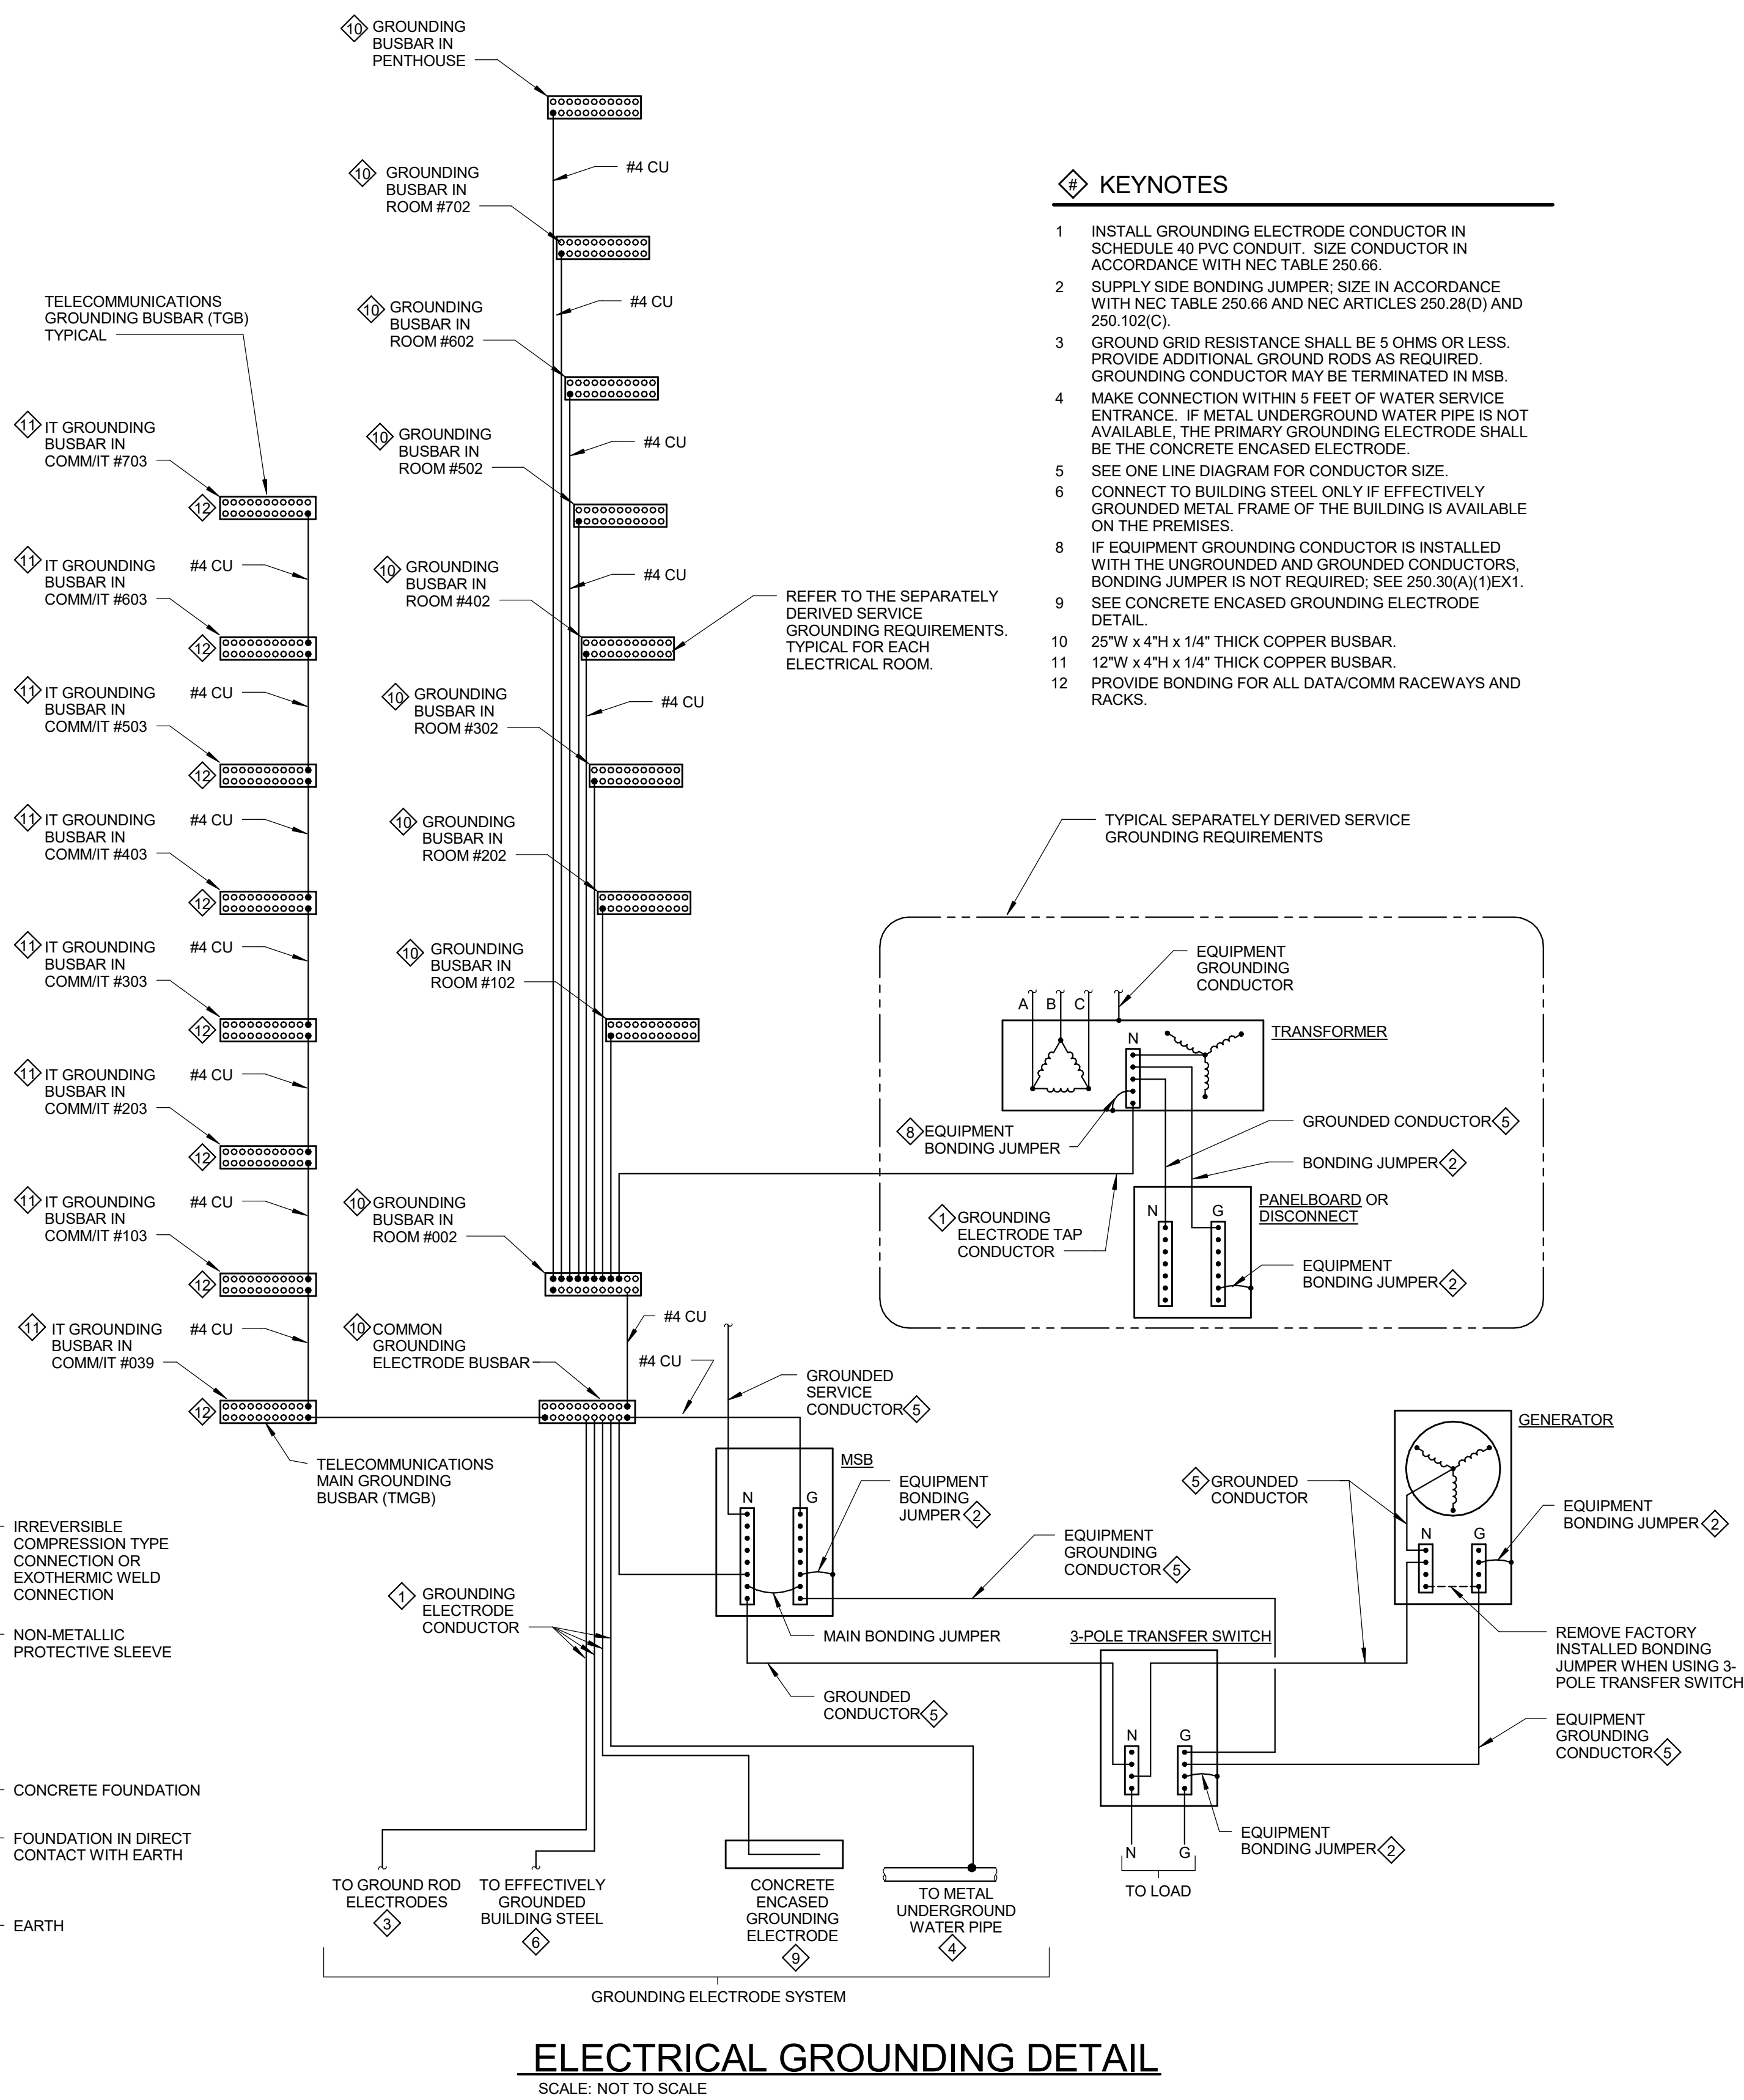 10 GROUNDING
BUSBAR IN
PENTHOUSE
#4 CU
10 GROUNDING
BUSBAR IN
ROOM #702
#4 CU
10 GROUNDING
BUSBAR IN
ROOM #602
#4 CU
10 GROUNDING
BUSBAR IN
ROOM #502
#4 CU
10 GROUNDING
BUSBAR IN
ROOM #402
REFER TO THE SEPARATELY
DERIVED SERVICE
GROUNDING REQUIREMENTS.
TYPICAL FOR EACH
ELECTRICAL ROOM.
#4 CU
10 GROUNDING
BUSBAR IN
ROOM #302
10 GROUNDING
BUSBAR IN
ROOM #202
10 GROUNDING
BUSBAR IN
ROOM #102
10 GROUNDING
BUSBAR IN
ROOM #002
#4 CU
10 COMMON
GROUNDING
ELECTRODE BUSBAR
#4 CU
TELECOMMUNICATIONS
GROUNDING BUSBAR (TGB)
TYPICAL
11 IT GROUNDING
BUSBAR IN
COMM/IT #703
12
11 IT GROUNDING
BUSBAR IN
COMM/IT #603
#4 CU
12
11 IT GROUNDING
BUSBAR IN
COMM/IT #503
#4 CU
12
11 IT GROUNDING
BUSBAR IN
COMM/IT #403
#4 CU
12
11 IT GROUNDING
BUSBAR IN
COMM/IT #303
#4 CU
12
11 IT GROUNDING
BUSBAR IN
COMM/IT #203
#4 CU
12
11 IT GROUNDING
BUSBAR IN
COMM/IT #103
#4 CU
12
11 IT GROUNDING
BUSBAR IN
COMM/IT #039
#4 CU
12
TELECOMMUNICATIONS
MAIN GROUNDING
BUSBAR (TMGB)
# KEYNOTES
1 INSTALL GROUNDING ELECTRODE CONDUCTOR IN
SCHEDULE 40 PVC CONDUIT. SIZE CONDUCTOR IN
ACCORDANCE WITH NEC TABLE 250.66.
2 SUPPLY SIDE BONDING JUMPER; SIZE IN ACCORDANCE
WITH NEC TABLE 250.66 AND NEC ARTICLES 250.28(D) AND
250.102(C).
3 GROUND GRID RESISTANCE SHALL BE 5 OHMS OR LESS.
PROVIDE ADDITIONAL GROUND RODS AS REQUIRED.
GROUNDING CONDUCTOR MAY BE TERMINATED IN MSB.
4 MAKE CONNECTION WITHIN 5 FEET OF WATER SERVICE
ENTRANCE. IF METAL UNDERGROUND WATER PIPE IS NOT
AVAILABLE, THE PRIMARY GROUNDING ELECTRODE SHALL
BE THE CONCRETE ENCASED ELECTRODE.
5 SEE ONE LINE DIAGRAM FOR CONDUCTOR SIZE.
6 CONNECT TO BUILDING STEEL ONLY IF EFFECTIVELY
GROUNDED METAL FRAME OF THE BUILDING IS AVAILABLE
ON THE PREMISES.
8 IF EQUIPMENT GROUNDING CONDUCTOR IS INSTALLED
WITH THE UNGROUNDED AND GROUNDED CONDUCTORS,
BONDING JUMPER IS NOT REQUIRED; SEE 250.30(A)(1)EX1.
9 SEE CONCRETE ENCASED GROUNDING ELECTRODE
DETAIL.
10 25"W x 4"H x 1/4" THICK COPPER BUSBAR.
11 12"W x 4"H x 1/4" THICK COPPER BUSBAR.
12 PROVIDE BONDING FOR ALL DATA/COMM RACEWAYS AND
RACKS.
TYPICAL SEPARATELY DERIVED SERVICE
GROUNDING REQUIREMENTS
EQUIPMENT
GROUNDING
CONDUCTOR
A B C
N
TRANSFORMER
8 EQUIPMENT
BONDING JUMPER
GROUNDED CONDUCTOR 5
BONDING JUMPER 2
1 GROUNDING
ELECTRODE TAP
CONDUCTOR
N G
PANELBOARD OR
DISCONNECT
EQUIPMENT
BONDING JUMPER 2
GROUNDED
SERVICE
CONDUCTOR 5
MSB
N G
EQUIPMENT
BONDING
JUMPER 2
EQUIPMENT
GROUNDING
CONDUCTOR 5
MAIN BONDING JUMPER
GROUNDED
CONDUCTOR 5
GENERATOR
5 GROUNDED
CONDUCTOR
N G
EQUIPMENT
BONDING JUMPER 2
REMOVE FACTORY
INSTALLED BONDING
JUMPER WHEN USING 3-
POLE TRANSFER SWITCH
EQUIPMENT
GROUNDING
CONDUCTOR 5
3-POLE TRANSFER SWITCH
N G
EQUIPMENT
BONDING JUMPER 2
N G
TO LOAD
IRREVERSIBLE
COMPRESSION TYPE
CONNECTION OR
EXOTHERMIC WELD
CONNECTION
NON-METALLIC
PROTECTIVE SLEEVE
CONCRETE FOUNDATION
FOUNDATION IN DIRECT
CONTACT WITH EARTH
EARTH
1 GROUNDING
ELECTRODE
CONDUCTOR
TO GROUND ROD
ELECTRODES
3
TO EFFECTIVELY
GROUNDED
BUILDING STEEL
6
CONCRETE
ENCASED
GROUNDING
ELECTRODE
9
TO METAL
UNDERGROUND
WATER PIPE
4
GROUNDING ELECTRODE SYSTEM
ELECTRICAL GROUNDING DETAIL
SCALE: NOT TO SCALE